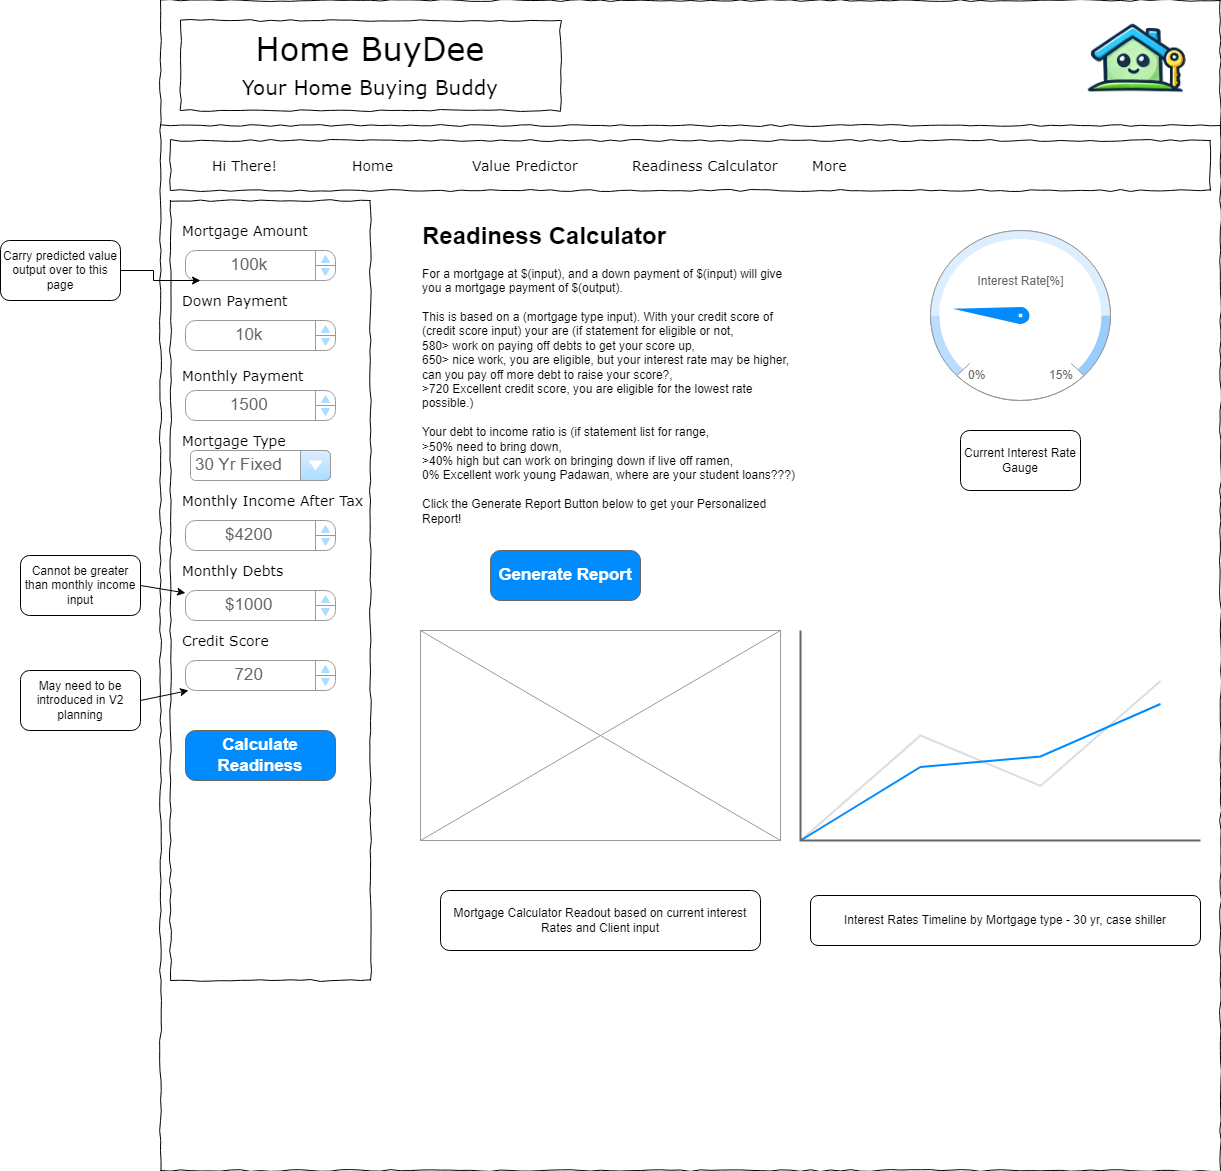 Home BuyDee
Your Home Buying Buddy
Hi There!
Home
Value Predictor
Readiness Calculator
More
Carry predicted value
output over to this
page
Mortgage Amount
100k
Down Payment
10k
Monthly Payment
1500
Mortgage Type
30 Yr Fixed
Monthly Income After Tax
$4200
Cannot be greater
than monthly income
input
Monthly Debts
$1000
Credit Score
720
May need to be
introduced in V2
planning
Calculate
Readiness
Readiness Calculator
For a mortgage at $(input), and a down payment of $(input) will give
you a mortgage payment of $(output).
This is based on a (mortgage type input). With your credit score of
(credit score input) your are (if statement for eligible or not,
580> work on paying off debts to get your score up,
650> nice work, you are eligible, but your interest rate may be higher,
can you pay off more debt to raise your score?,
>720 Excellent credit score, you are eligible for the lowest rate
possible.)
Your debt to income ratio is (if statement list for range,
>50% need to bring down,
>40% high but can work on bringing down if live off ramen,
0% Excellent work young Padawan, where are your student loans???)
Click the Generate Report Button below to get your Personalized
Report!
Generate Report
Interest Rate[%]
0%
15%
Current Interest Rate
Gauge
Mortgage Calculator Readout based on current interest
Rates and Client input
Interest Rates Timeline by Mortgage type - 30 yr, case shiller